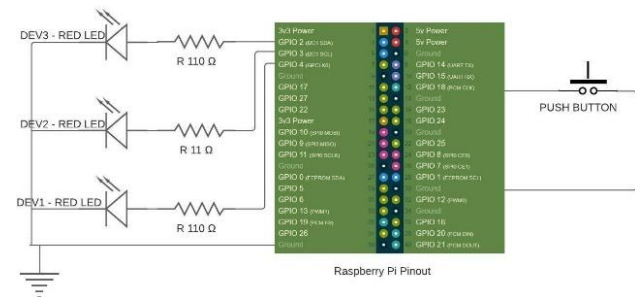 DEV3 - RED LED
R 110 Ω
DEV2 - RED LED
R 11 Ω
DEV1 - RED LED
R 110 Ω
3v3 Power
GPIO 2 (I2C1 SDA)
GPIO 3 (I2C1 SCL)
GPIO 4 (GPCLK0)
Ground
GPIO 17
GPIO 27
GPIO 22
3v3 Power
GPIO 10 (SPI0 MOSI)
GPIO 9 (SPI0 MISO)
GPIO 11 (SPI0 SCLK)
Ground
GPIO 0 (EEPROM SDA)
GPIO 5
GPIO 6
GPIO 13 (PWM1)
GPIO 19 (PCM FS)
GPIO 26
Ground
5v Power
5v Power
Ground
GPIO 14 (UART TX)
GPIO 15 (UART RX)
GPIO 18 (PCM CLK)
Ground
GPIO 23
GPIO 24
Ground
GPIO 25
GPIO 8 (SPI0 CE0)
GPIO 7 (SPI0 CE1)
GPIO 1 (EEPROM SCL)
Ground
GPIO 12 (PWM0)
Ground
GPIO 16
GPIO 20 (PCM DIN)
GPIO 21 (PCM DOUT)
PUSH BUTTON
Raspberry Pi Pinout